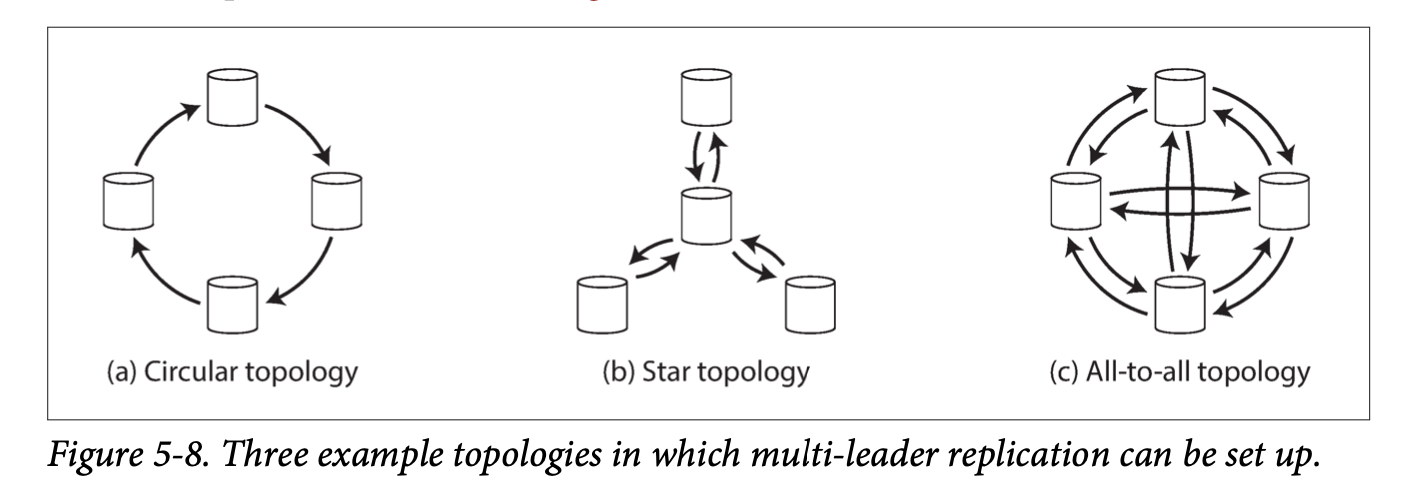 (a) Circular topology
(b) Star topology
(c) All-to-all topology
Figure 5-8. Three example topologies in which multi-leader replication can be set up.